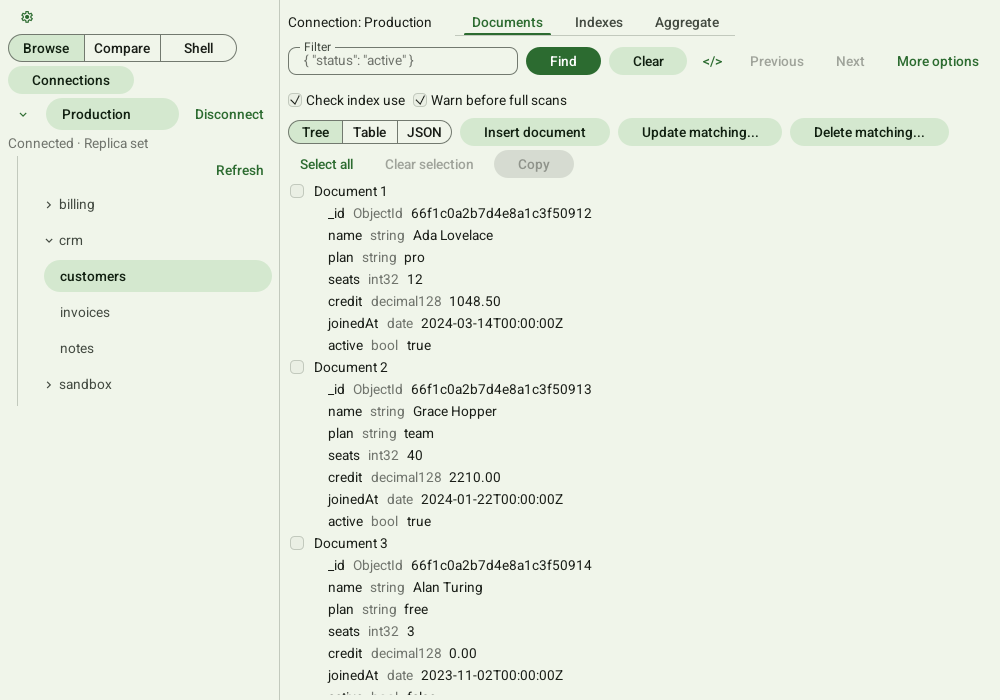 Browse Compare Shell
Connections
Production Disconnect
Connected · Replica set
Refresh
billing
crm
customers
invoices
notes
sandbox
Connection: Production Documents Indexes Aggregate
Filter
{ "status": "active" } Find Clear </> Previous Next More options
Check index use Warn before full scans
Tree Table JSON Insert document Update matching... Delete matching...
Select all Clear selection Copy
Document 1
_id ObjectId 66f1c0a2b7d4e8a1c3f50912
name string Ada Lovelace
plan string pro
seats int32 12
credit decimal128 1048.50
joinedAt date 2024-03-14T00:00:00Z
active bool true
Document 2
_id ObjectId 66f1c0a2b7d4e8a1c3f50913
name string Grace Hopper
plan string team
seats int32 40
credit decimal128 2210.00
joinedAt date 2024-01-22T00:00:00Z
active bool true
Document 3
_id ObjectId 66f1c0a2b7d4e8a1c3f50914
name string Alan Turing
plan string free
seats int32 3
credit decimal128 0.00
joinedAt date 2023-11-02T00:00:00Z